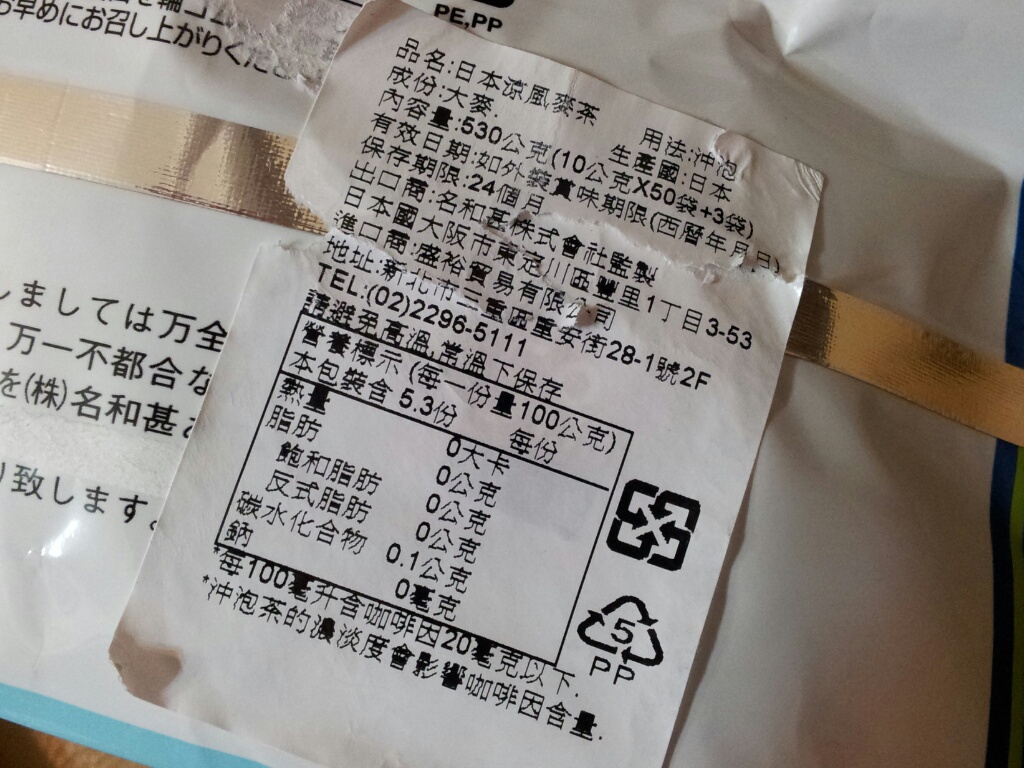 お早めにお召し上がりくだ
PE,PP
品名:日本涼風麥茶
成份:大麥. 用法:沖泡
內容量:530公克(10公克X50袋+3袋) 生產國:日本
有效日期:如外袋賞味期限(西曆年月日)
保存期限:24個月
出口商:名和甚株式會社監製
日本國大阪市東淀川區豐里1丁目3-53
進口商:盛裕貿易有限公司
地址:新北市三重區重安街28-1號2F
TEL:(02)2296-5111
請避免高溫,常溫下保存
營養標示 (每一份量100公克)
本包裝含 5.3份
每份
熱量 0大卡
脂肪 0公克
飽和脂肪 0公克
反式脂肪 0公克
碳水化合物 0.1公克
鈉 0毫克
*每100毫升含咖啡因20毫克以下.
*沖泡茶的濃淡度會影響咖啡因含量.
5
PP
しましては万全
万一不都合な
を(株)名和甚
り致します。